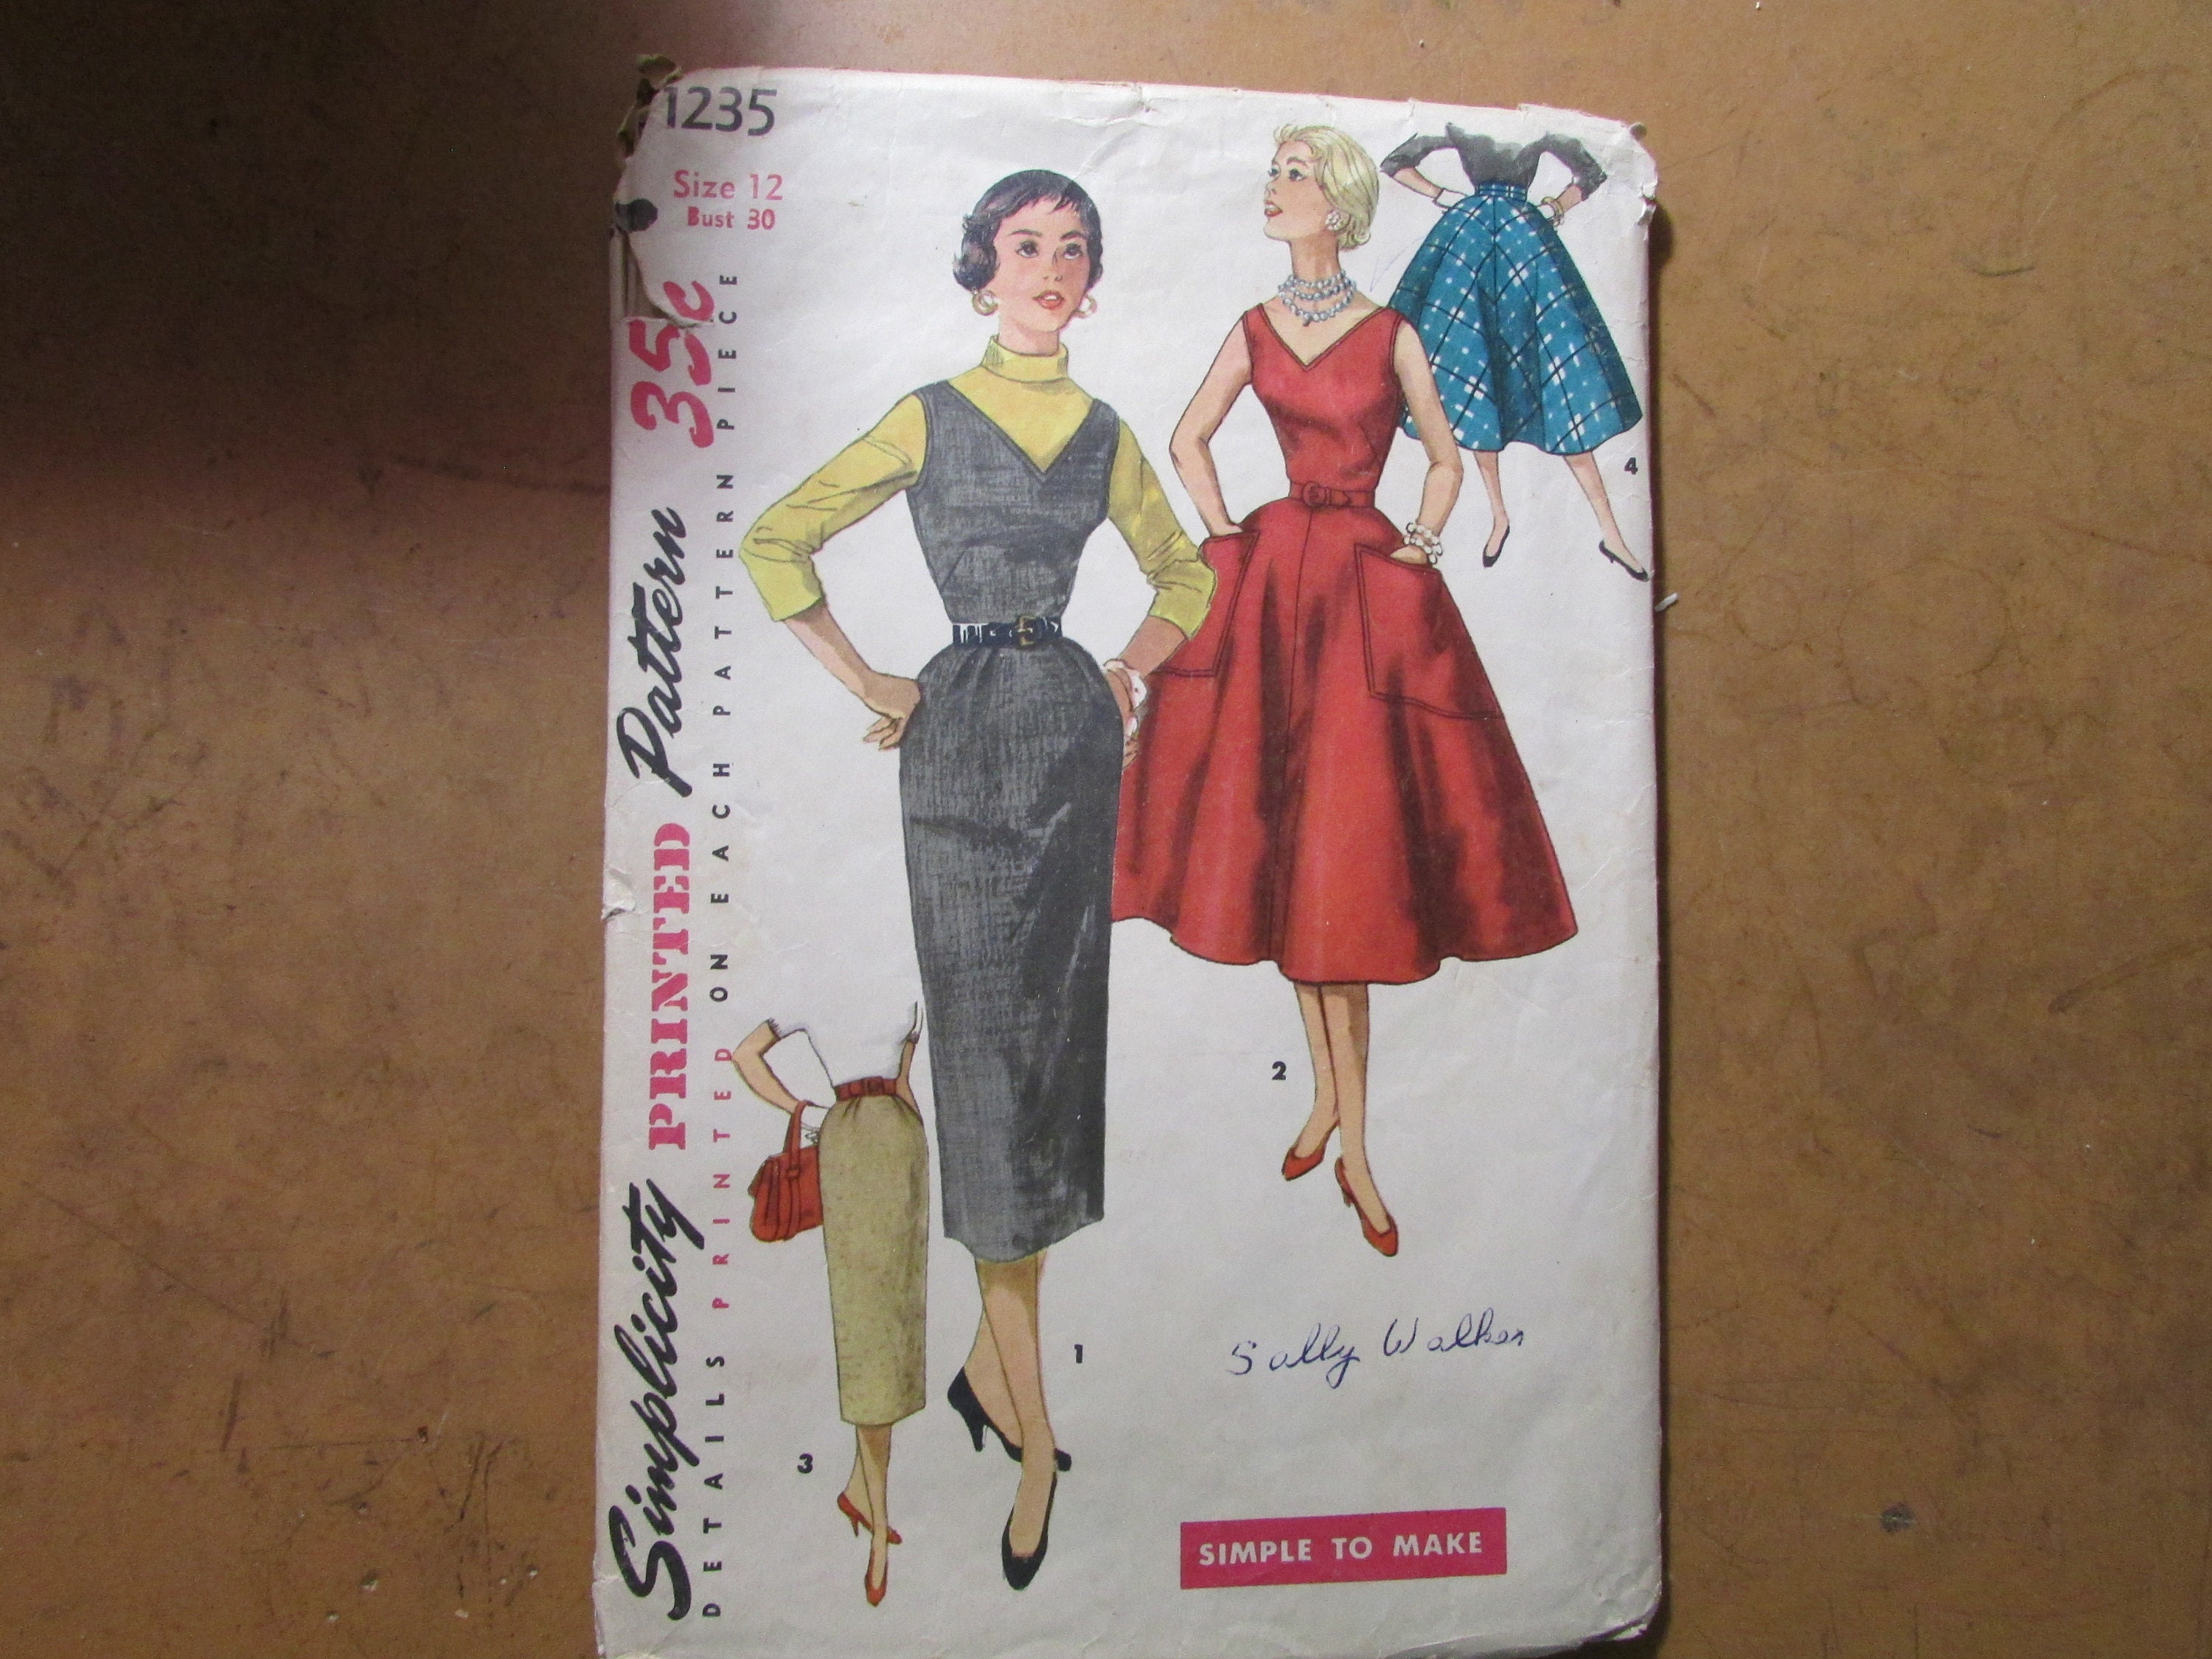 1235
Size 12
Bust 30
35c
Simplicity PRINTED Pattern
DETAILS PRINTED ON EACH PATTERN PIECE
4
2
1
3
Sally Walker
SIMPLE TO MAKE